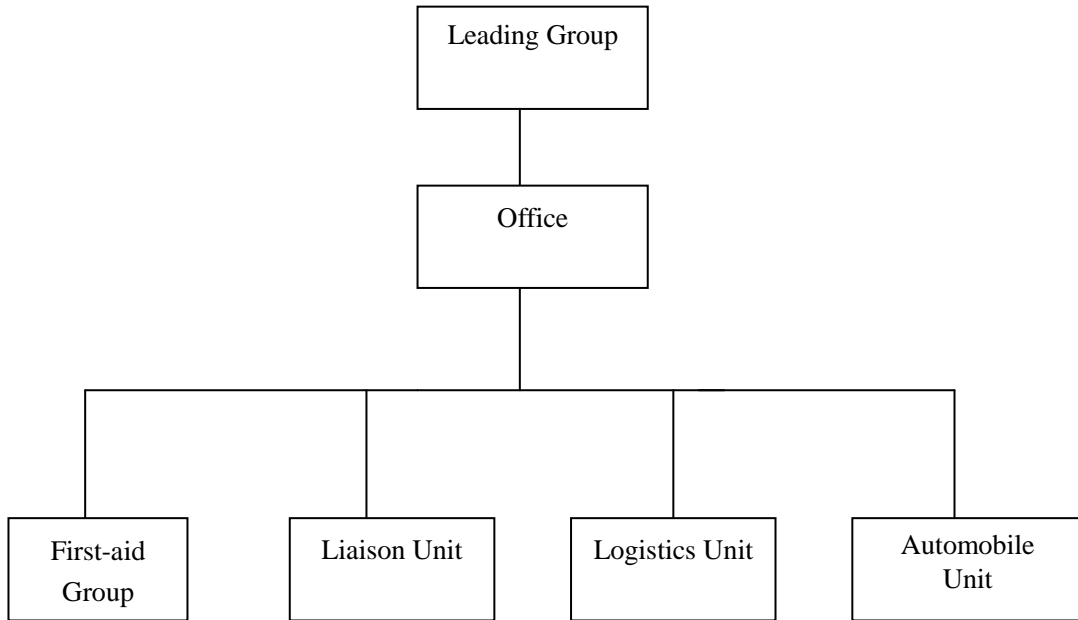 Leading Group
Office
First-aid
Group
Liaison Unit
Logistics Unit
Automobile
Unit